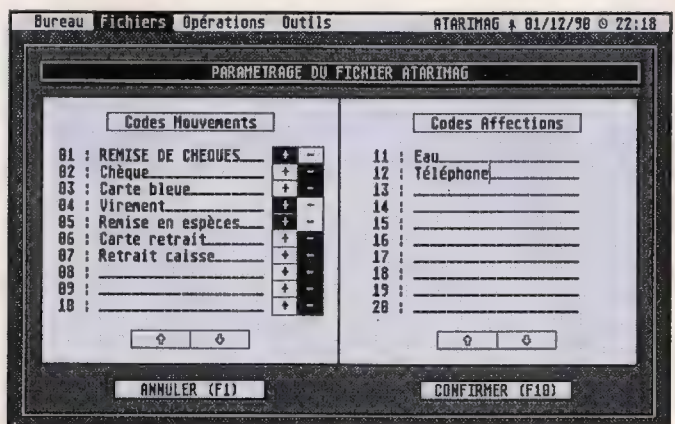 Bureau Fichiers Opérations Outils ATARIMAG 01/12/90 22:18
PARAMETRAGE DU FICHIER ATARIMAG
Codes Mouvements
01 : REMISE DE CHEQUES + -
02 : Chèque + -
03 : Carte bleue + -
04 : Virement + -
05 : Remise en espèces + -
06 : Carte retrait + -
07 : Retrait caisse + -
08 : + -
09 : + -
10 : + -
Codes Affections
11 : Eau
12 : Téléphone
13 :
14 :
15 :
16 :
17 :
18 :
19 :
20 :
ANNULER (F1) CONFIRMER (F10)